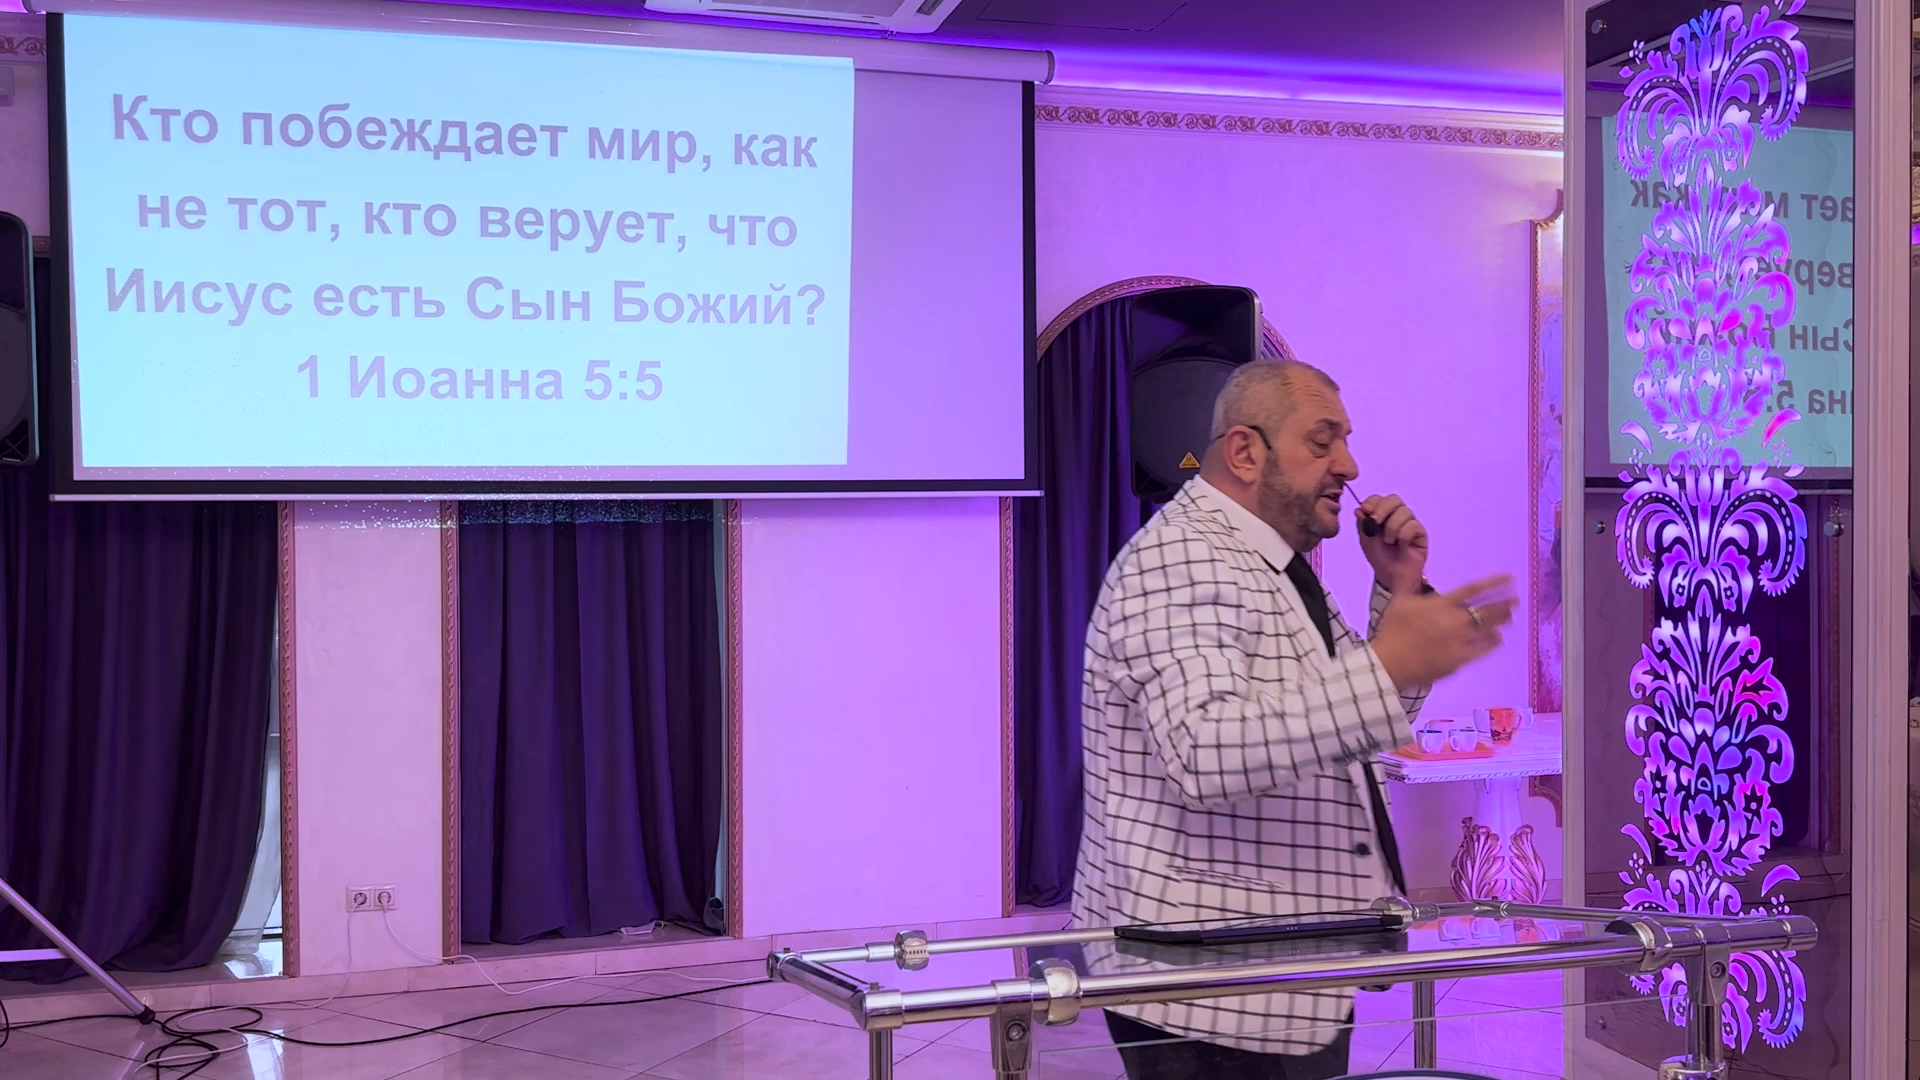 Кто побеждает мир, как
не тот, кто верует, что
Иисус есть Сын Божий?
1 Иоанна 5:5